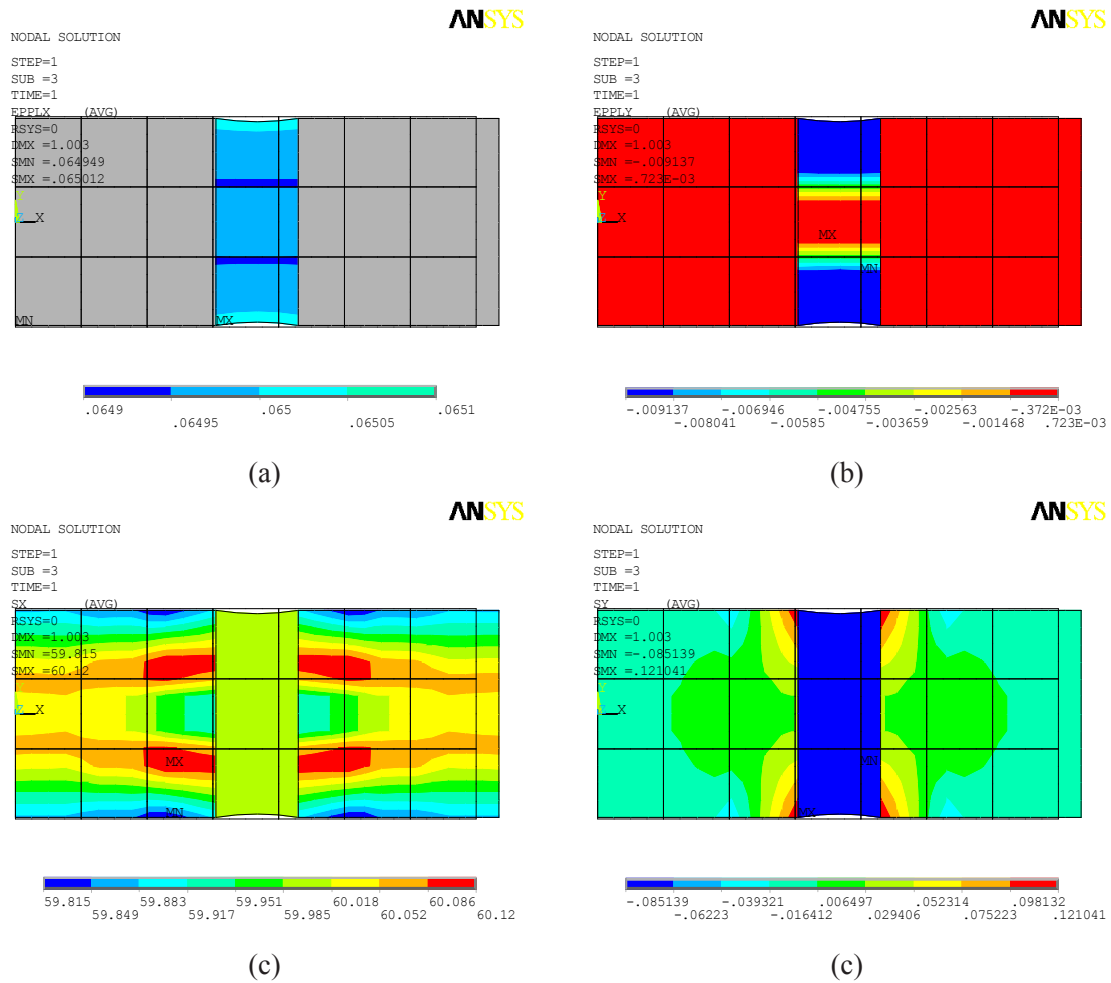 ANSYS
NODAL SOLUTION
STEP=1
SUB =3
TIME=1
EPPLX (AVG)
RSYS=0
DMX =1.003
SMN =.064949
SMX =.065012
Y
Z X
MN
MX
.0649 .065 .0651
.06495 .06505
(a)
ANSYS
NODAL SOLUTION
STEP=1
SUB =3
TIME=1
EPPLY (AVG)
RSYS=0
DMX =1.003
SMN =-.009137
SMX =.723E-03
Y
Z X
MX
MN
-.009137 -.006946 -.004755 -.002563 -.372E-03
-.008041 -.00585 -.003659 -.001468 .723E-03
(b)
ANSYS
NODAL SOLUTION
STEP=1
SUB =3
TIME=1
SX (AVG)
RSYS=0
DMX =1.003
SMN =59.815
SMX =60.12
Y
Z X
MX
MN
59.815 59.883 59.951 60.018 60.086
59.849 59.917 59.985 60.052 60.12
(c)
ANSYS
NODAL SOLUTION
STEP=1
SUB =3
TIME=1
SY (AVG)
RSYS=0
DMX =1.003
SMN =-.085139
SMX =.121041
Y
Z X
MN
MX
-.085139 -.039321 .006497 .052314 .098132
-.06223 -.016412 .029406 .075223 .121041
(c)